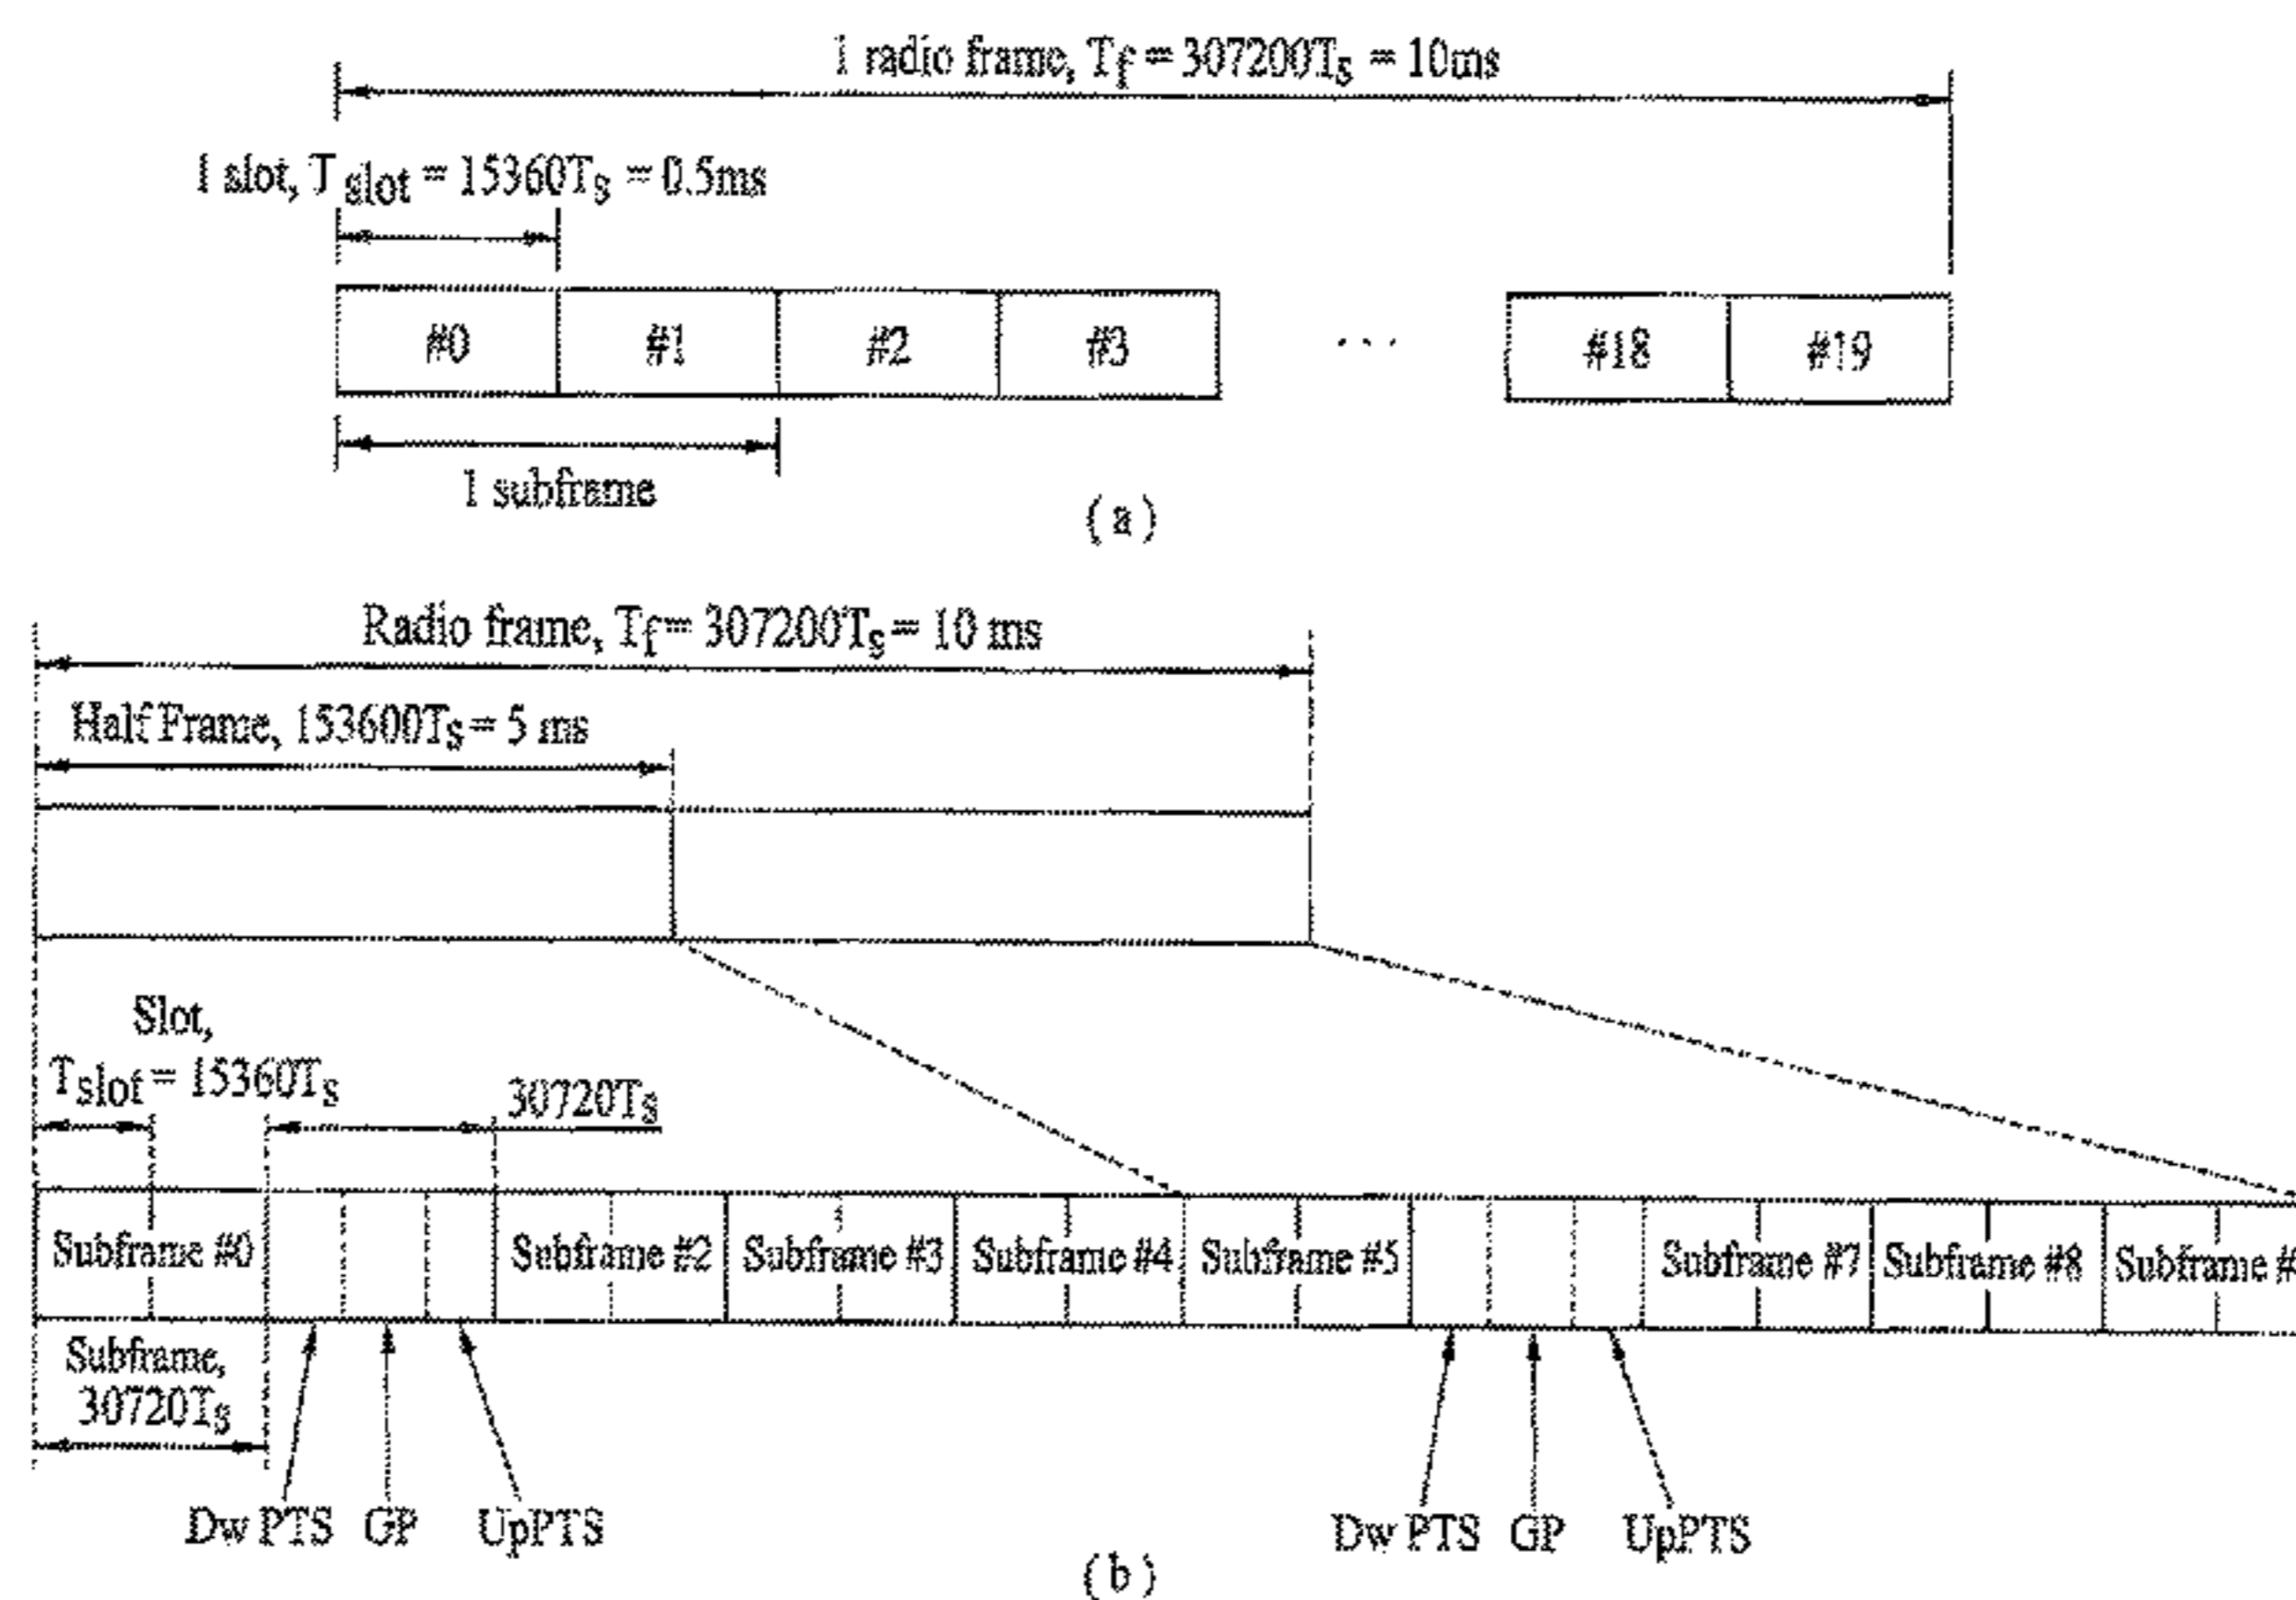 1 radio frame, Tf = 307200Ts = 10ms
1 slot, Tslot = 15360Ts = 0.5ms
#0 #1 #2 #3 ... #18 #19
1 subframe
(a)
Radio frame, Tf = 307200Ts = 10 ms
Half Frame, 153600Ts = 5 ms
Slot,
Tslot = 15360Ts
30720Ts
Subframe #0 Subframe #2 Subframe #3 Subframe #4 Subframe #5 Subframe #7 Subframe #8 Subframe #
Subframe,
30720Ts
Dw PTS GP UpPTS Dw PTS GP UpPTS
(b)